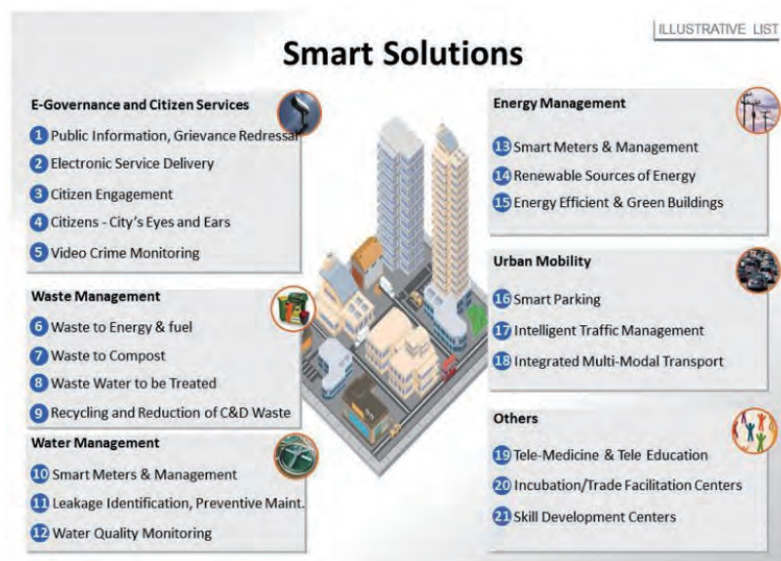 ILLUSTRATIVE LIST
Smart Solutions
E-Governance and Citizen Services
1 Public Information, Grievance Redressal
2 Electronic Service Delivery
3 Citizen Engagement
4 Citizens - City's Eyes and Ears
5 Video Crime Monitoring
Waste Management
6 Waste to Energy & fuel
7 Waste to Compost
8 Waste Water to be Treated
9 Recycling and Reduction of C&D Waste
Water Management
10 Smart Meters & Management
11 Leakage Identification, Preventive Maint.
12 Water Quality Monitoring
Energy Management
13 Smart Meters & Management
14 Renewable Sources of Energy
15 Energy Efficient & Green Buildings
Urban Mobility
16 Smart Parking
17 Intelligent Traffic Management
18 Integrated Multi-Modal Transport
Others
19 Tele-Medicine & Tele Education
20 Incubation/Trade Facilitation Centers
21 Skill Development Centers